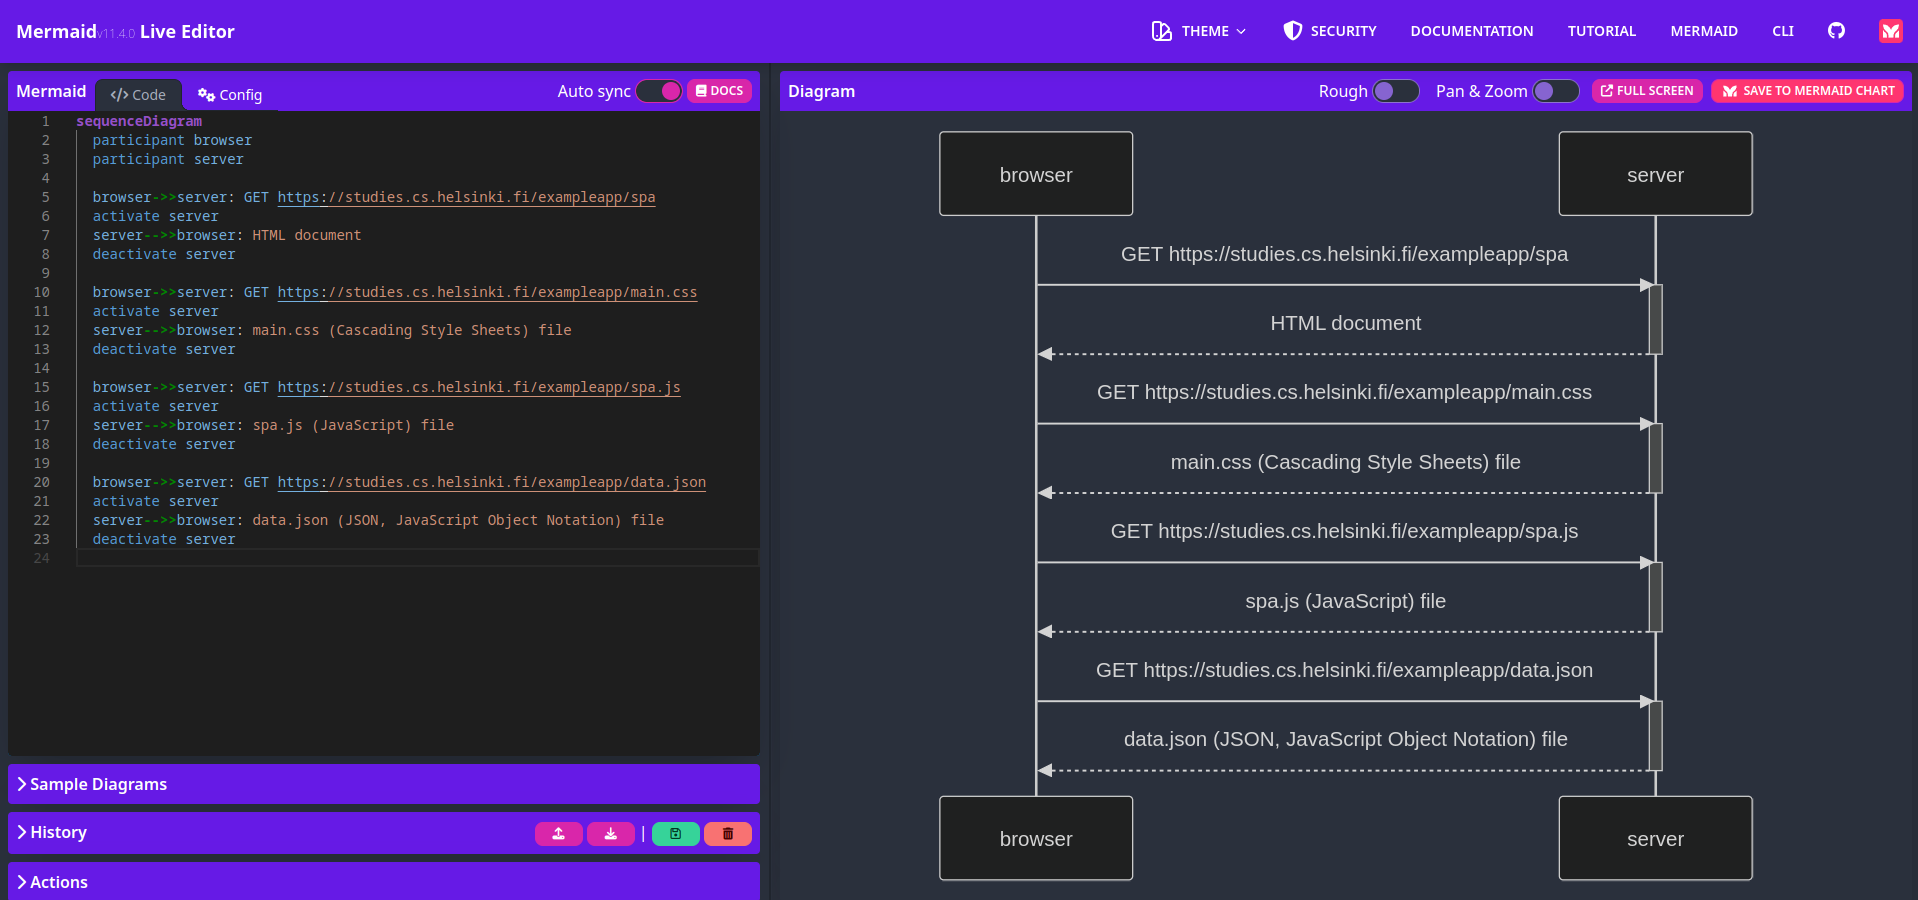 Mermaid v11.4.0 Live Editor
THEME
SECURITY
DOCUMENTATION
TUTORIAL
MERMAID
CLI
Mermaid
</> Code
Config
Auto sync
DOCS
1 sequenceDiagram
2 participant browser
3 participant server
4
5 browser->>server: GET https://studies.cs.helsinki.fi/exampleapp/spa
6 activate server
7 server-->>browser: HTML document
8 deactivate server
9
10 browser->>server: GET https://studies.cs.helsinki.fi/exampleapp/main.css
11 activate server
12 server-->>browser: main.css (Cascading Style Sheets) file
13 deactivate server
14
15 browser->>server: GET https://studies.cs.helsinki.fi/exampleapp/spa.js
16 activate server
17 server-->>browser: spa.js (JavaScript) file
18 deactivate server
19
20 browser->>server: GET https://studies.cs.helsinki.fi/exampleapp/data.json
21 activate server
22 server-->>browser: data.json (JSON, JavaScript Object Notation) file
23 deactivate server
24
Sample Diagrams
History
|
Actions
Diagram
Rough
Pan & Zoom
FULL SCREEN
SAVE TO MERMAID CHART
browser
server
GET https://studies.cs.helsinki.fi/exampleapp/spa
HTML document
GET https://studies.cs.helsinki.fi/exampleapp/main.css
main.css (Cascading Style Sheets) file
GET https://studies.cs.helsinki.fi/exampleapp/spa.js
spa.js (JavaScript) file
GET https://studies.cs.helsinki.fi/exampleapp/data.json
data.json (JSON, JavaScript Object Notation) file
browser
server